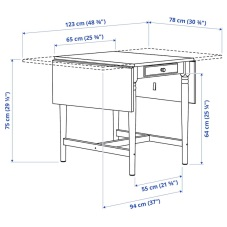 123 cm (48 ⅜")
78 cm (30 ¾")
65 cm (25 ⅝")
75 cm (29 ½")
64 cm (25 ¼")
55 cm (21 ⅝")
94 cm (37")